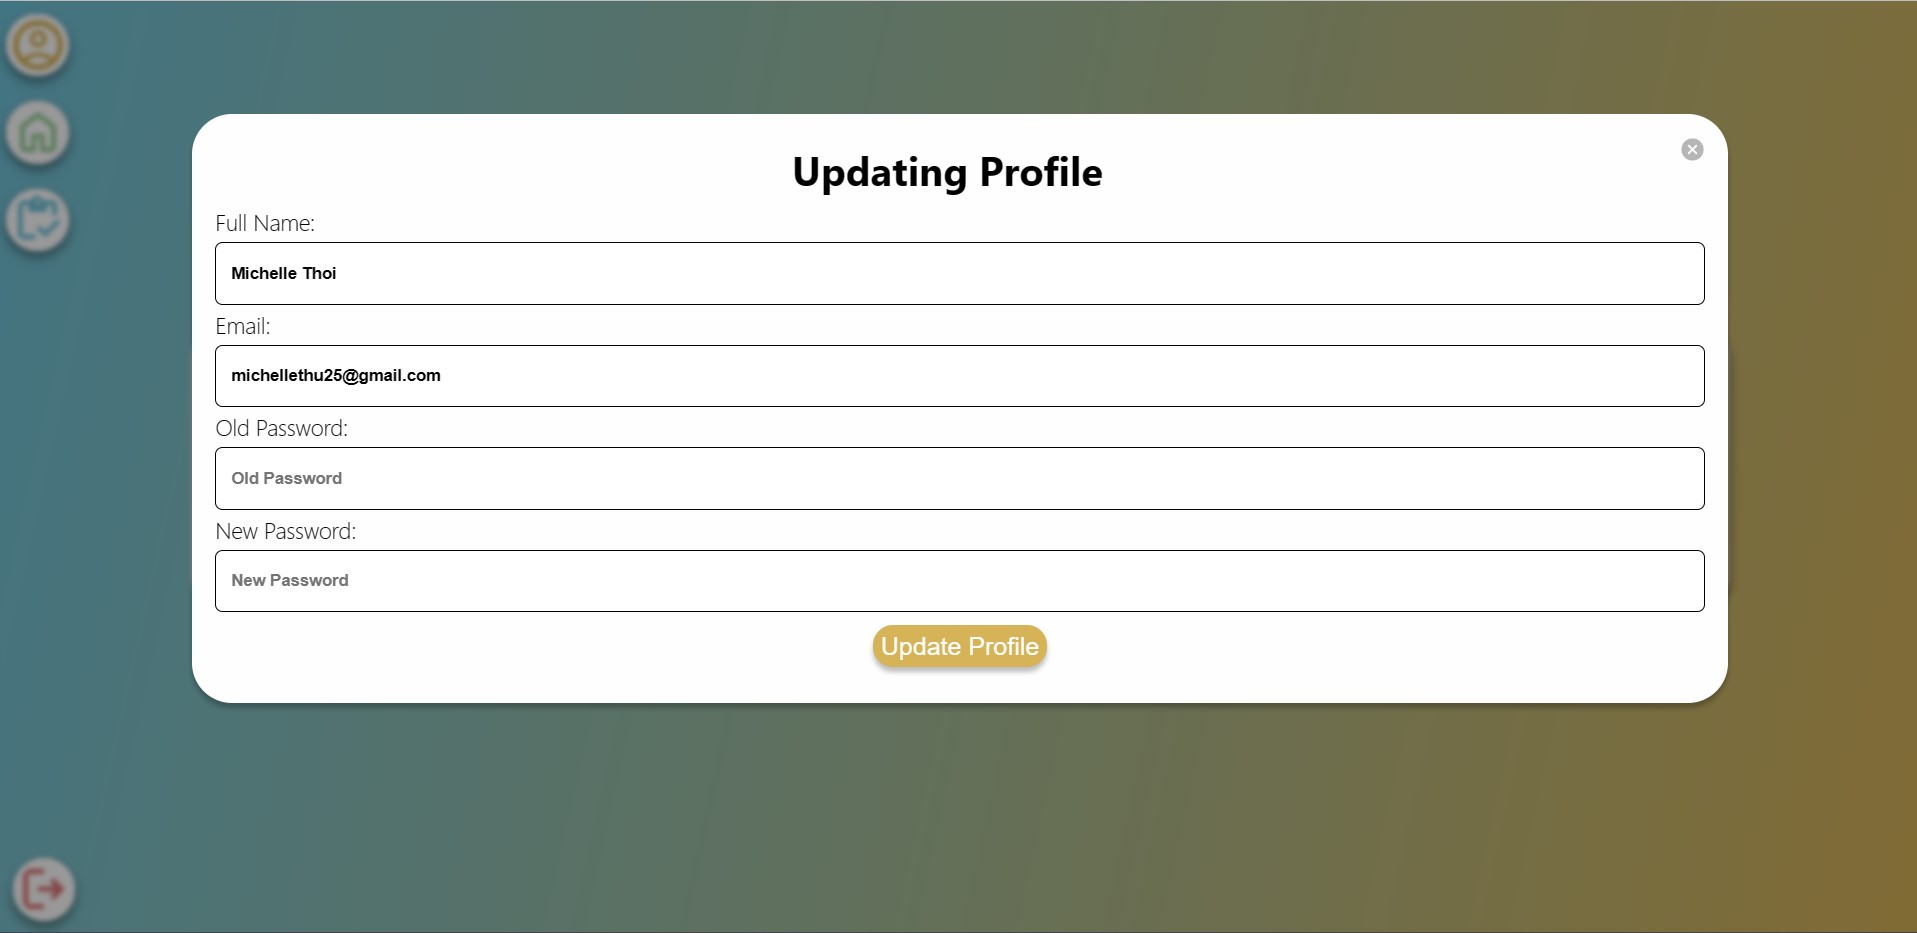 Updating Profile
Full Name:
Michelle Thoi
Email:
michellethu25@gmail.com
Old Password:
Old Password
New Password:
New Password
Update Profile